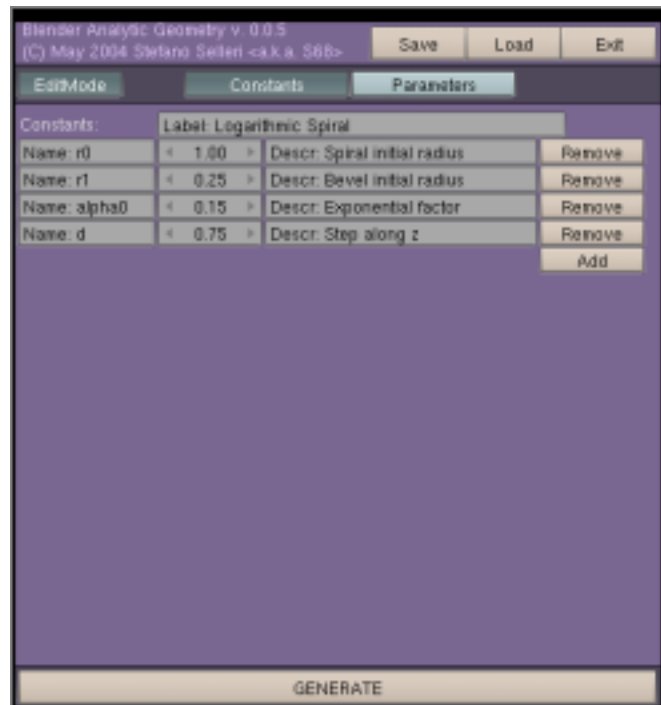 Blender Analytic Geometry v. 0.0.5
(C) May 2004 Stefano Selleri <a.k.a. S68>
Save Load Exit
EditMode Constants Parameters
Constants: Label: Logarithmic Spiral
Name: r0 1.00 Descr: Spiral initial radius Remove
Name: r1 0.25 Descr: Bevel initial radius Remove
Name: alpha0 0.15 Descr: Exponential factor Remove
Name: d 0.75 Descr: Step along z Remove
Add
GENERATE